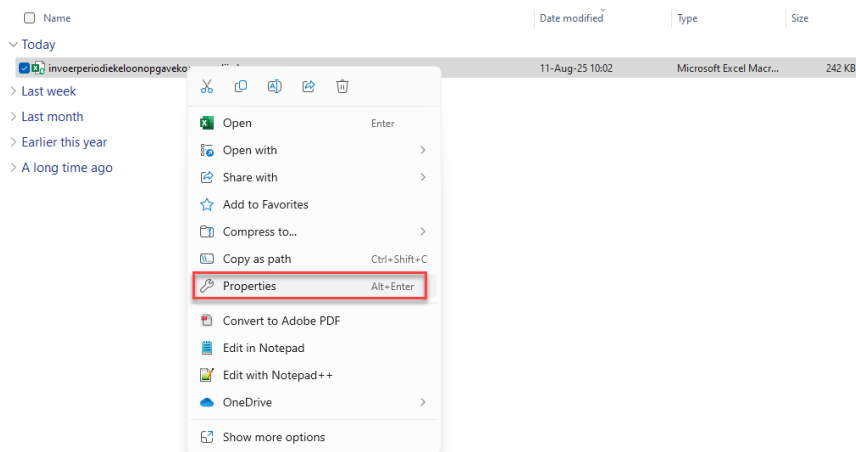 Name Date modified Type Size
Today
invoerperiodiekeloonopgaveko 11-Aug-25 10:02 Microsoft Excel Macr... 242 KB
Last week
Last month
Earlier this year
A long time ago
Open Enter
Open with
Share with
Add to Favorites
Compress to...
Copy as path Ctrl+Shift+C
Properties Alt+Enter
Convert to Adobe PDF
Edit in Notepad
Edit with Notepad++
OneDrive
Show more options